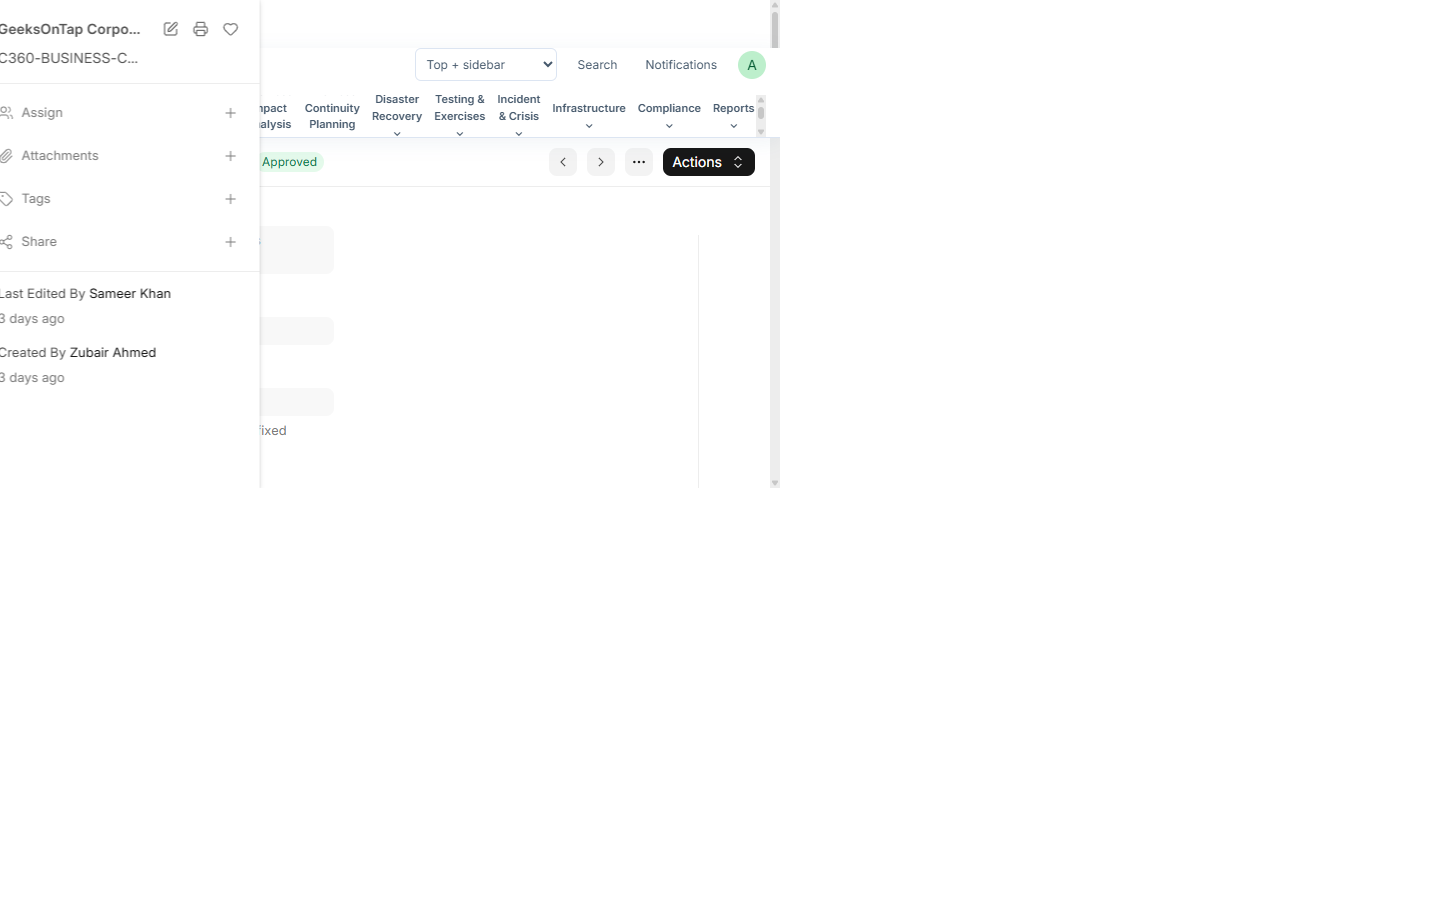 GeeksOnTap Corpo...
C360-BUSINESS-C...
Assign
Attachments
Tags
Share
Last Edited By Sameer Khan
3 days ago
Created By Zubair Ahmed
3 days ago
Top + sidebar
Search
Notifications
A
Continuity Planning
Disaster Recovery
Testing & Exercises
Incident & Crisis
Infrastructure
Compliance
Reports
Approved
Actions
fixed